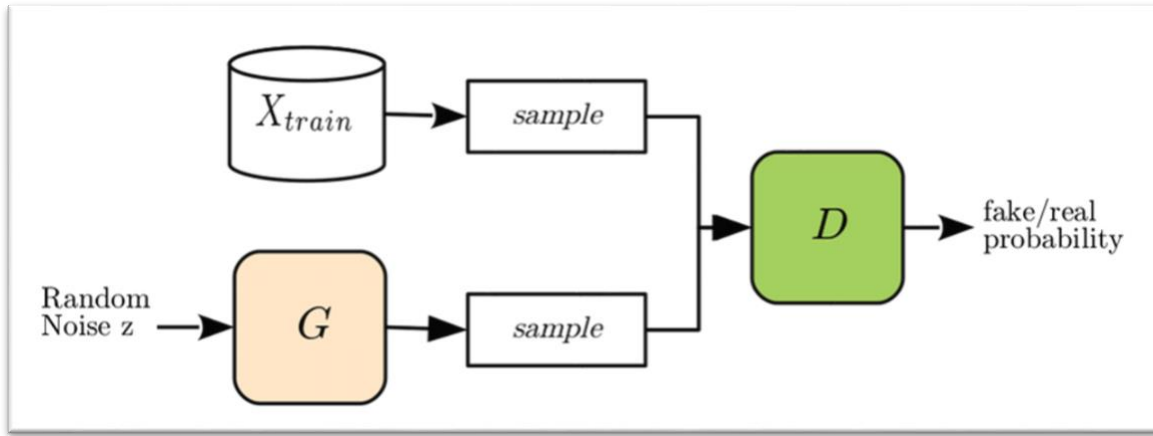 X_train
sample
D
fake/real
probability
Random
Noise z
G
sample